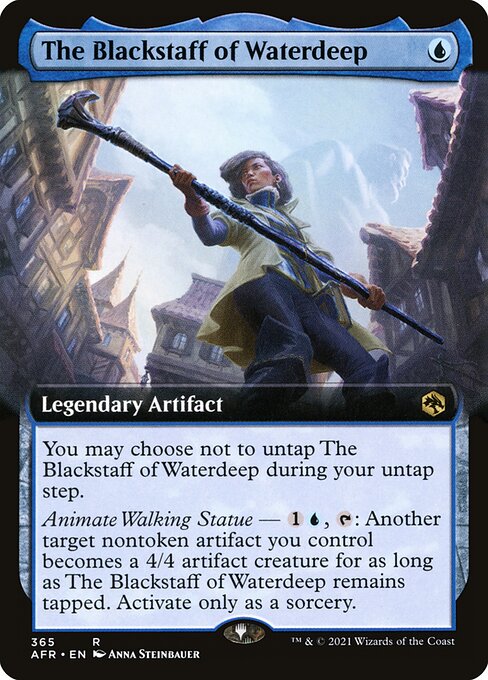 The Blackstaff of Waterdeep
Legendary Artifact
You may choose not to untap The
Blackstaff of Waterdeep during your untap
step.
Animate Walking Statue — 1 , : Another
target nontoken artifact you control
becomes a 4/4 artifact creature for as long
as The Blackstaff of Waterdeep remains
tapped. Activate only as a sorcery.
365 R
AFR • EN Anna Steinbauer
™ & © 2021 Wizards of the Coast